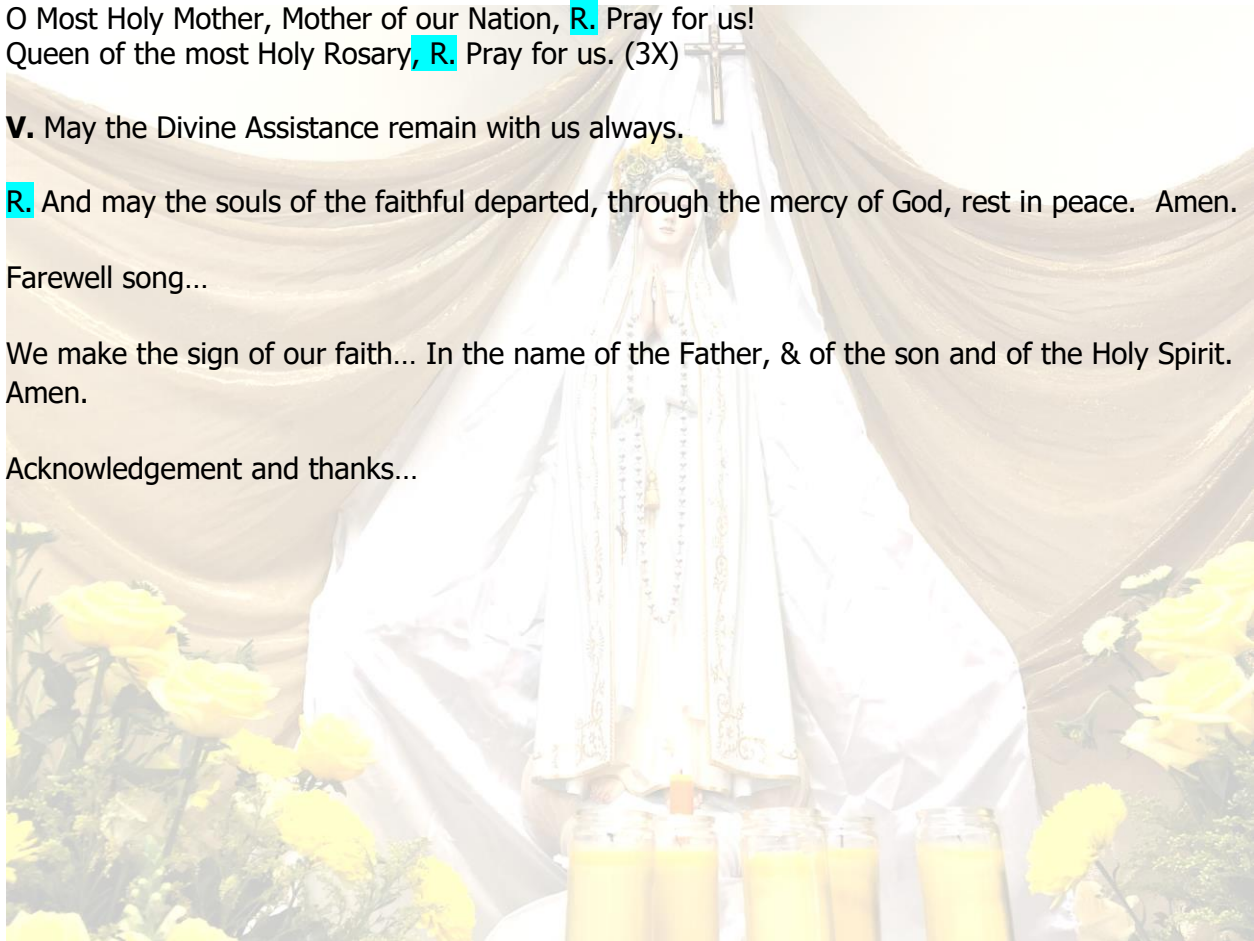 O Most Holy Mother, Mother of our Nation, R. Pray for us!
Queen of the most Holy Rosary, R. Pray for us. (3X)
V. May the Divine Assistance remain with us always.
R. And may the souls of the faithful departed, through the mercy of God, rest in peace.  Amen.
Farewell song…
We make the sign of our faith… In the name of the Father, & of the son and of the Holy Spirit.
Amen.
Acknowledgement and thanks…